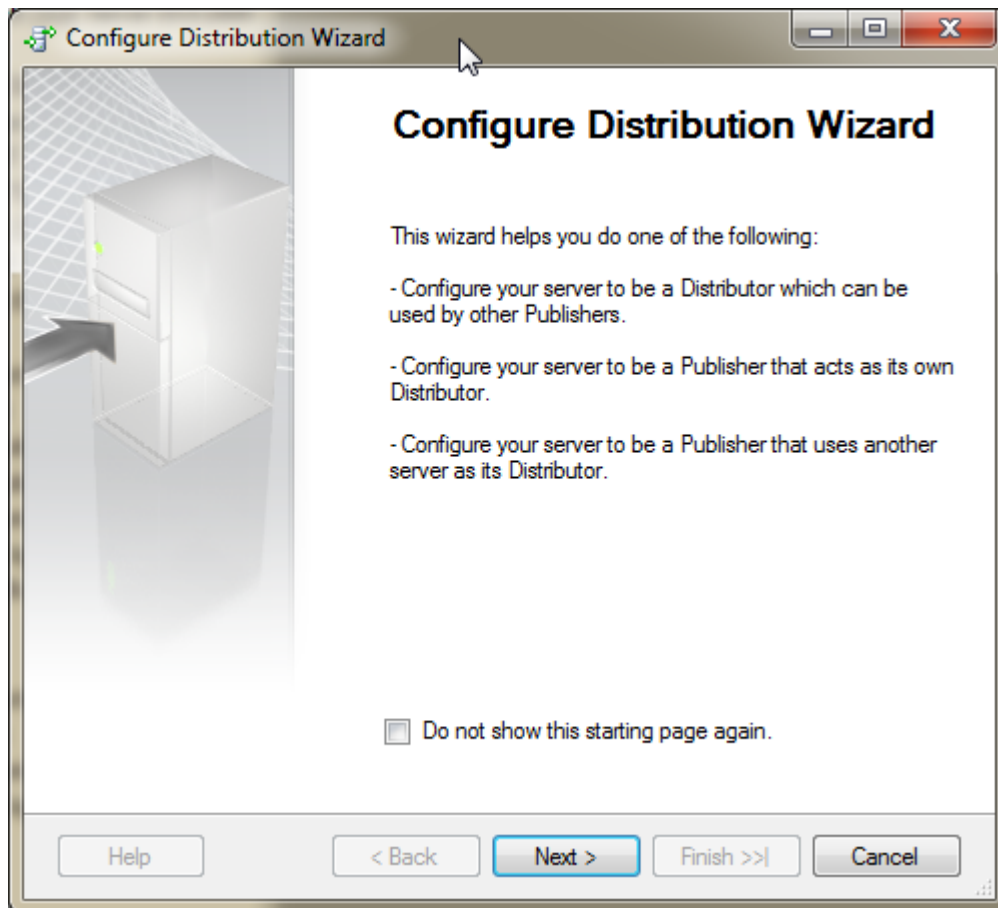 Configure Distribution Wizard
Configure Distribution Wizard
This wizard helps you do one of the following:
- Configure your server to be a Distributor which can be
used by other Publishers.
- Configure your server to be a Publisher that acts as its own
Distributor.
- Configure your server to be a Publisher that uses another
server as its Distributor.
Do not show this starting page again.
Help < Back Next > Finish >>| Cancel